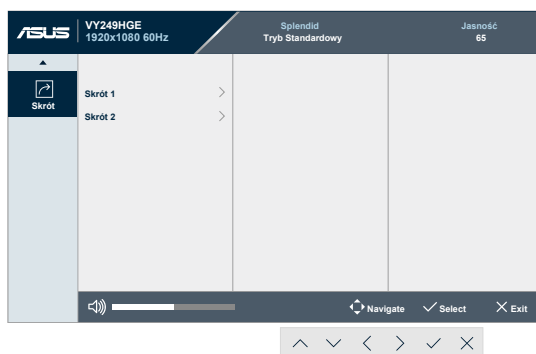 ASUS
VY249HGE
1920x1080 60Hz
Splendid
Tryb Standardowy
Jasność
65
Skrót
Skrót 1
Skrót 2
Navigate
Select
Exit